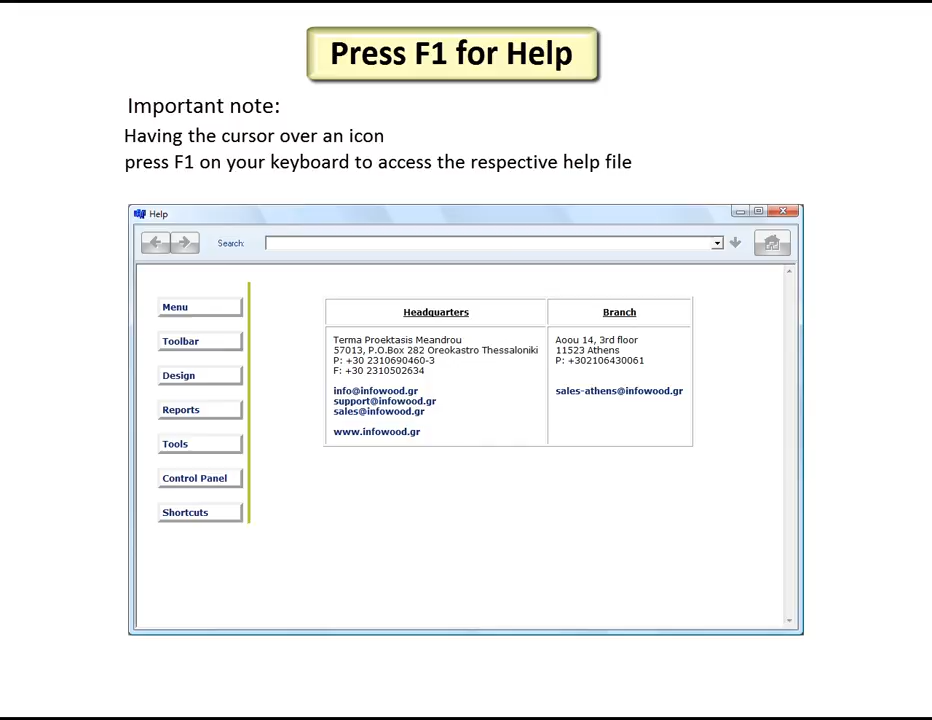 Press F1 for Help
Important note:
Having the cursor over an icon
press F1 on your keyboard to access the respective help file
Help
Search:
Menu
Toolbar
Design
Reports
Tools
Control Panel
Shortcuts
Headquarters
Terma Proektasis Meandrou
57013, P.O.Box 282 Oreokastro Thessaloniki
P: +30 2310690460-3
F: +30 2310502634
info@infowood.gr
support@infowood.gr
sales@infowood.gr
www.infowood.gr
Branch
Aoou 14, 3rd floor
11523 Athens
P: +302106430061
sales-athens@infowood.gr